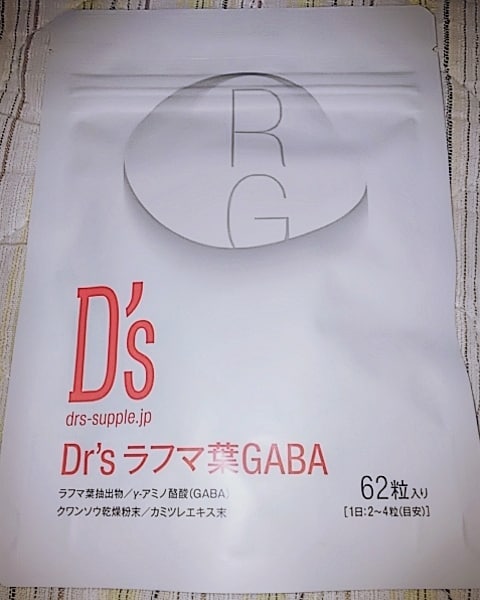 R
G
D's
drs-supple.jp
Dr's ラフマ葉GABA
ラフマ葉抽出物/γ-アミノ酪酸(GABA)
クワンソウ乾燥粉末/カミツレエキス末
62粒入り
[1日:2~4粒(目安)]